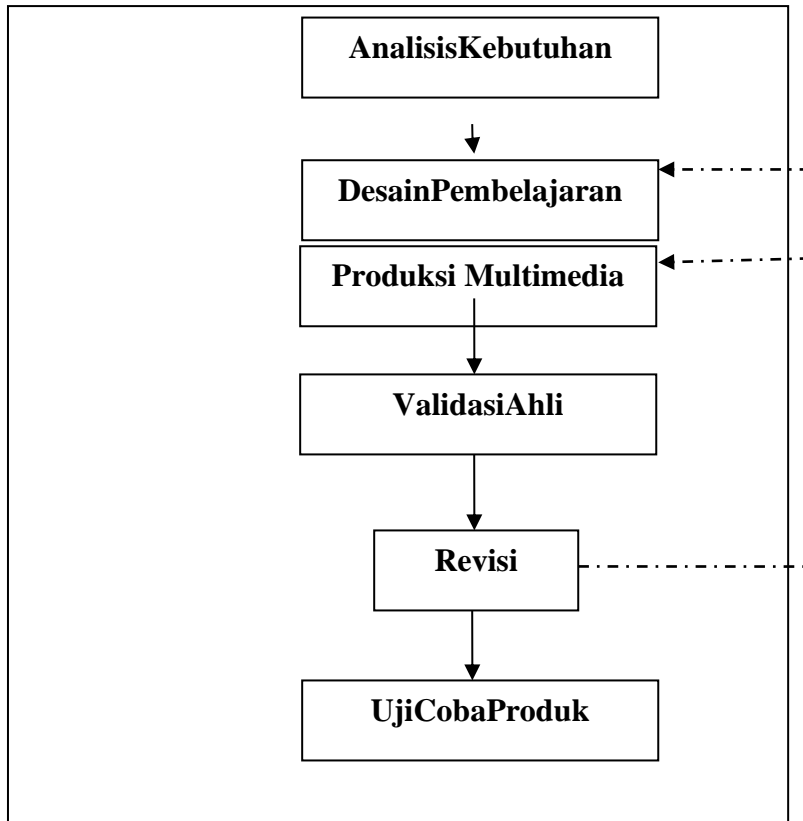 AnalisisKebutuhan
DesainPembelajaran
Produksi Multimedia
ValidasiAhli
Revisi
UjiCobaProduk